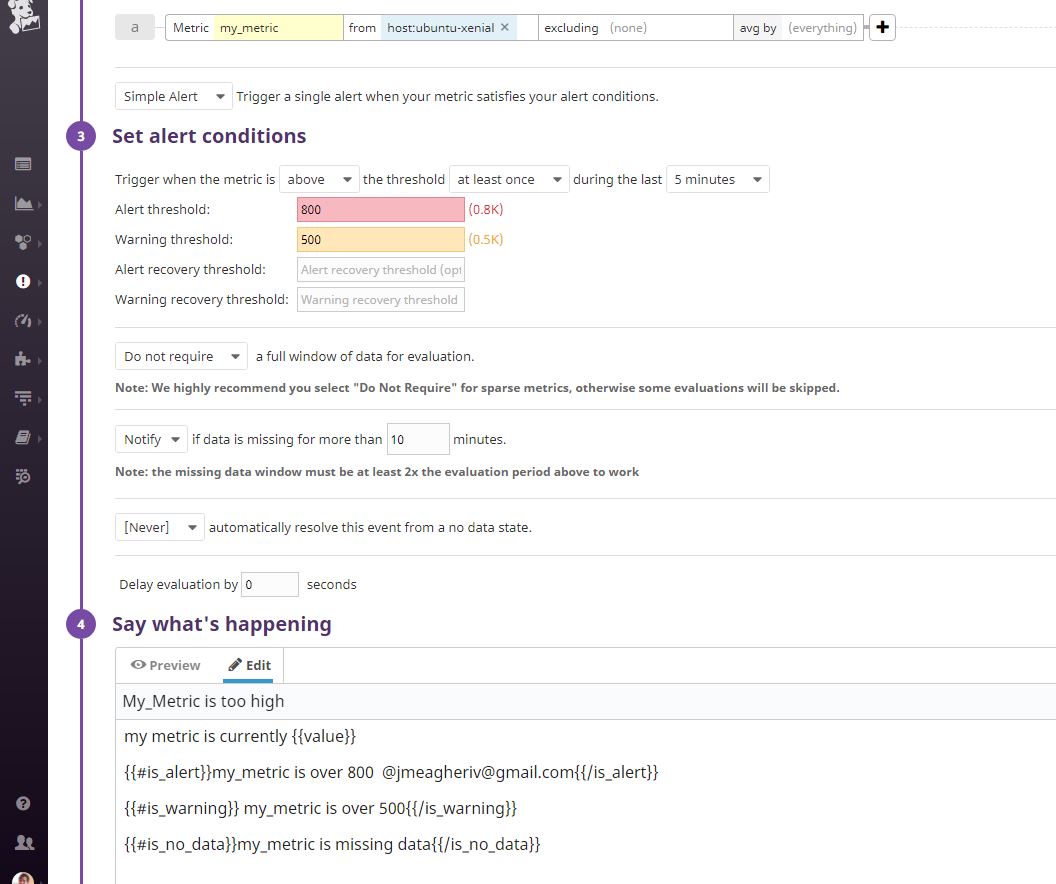 a Metric my_metric from host:ubuntu-xenial × excluding (none) avg by (everything)
Simple Alert Trigger a single alert when your metric satisfies your alert conditions.
3 Set alert conditions
Trigger when the metric is above the threshold at least once during the last 5 minutes
Alert threshold: 800 (0.8K)
Warning threshold: 500 (0.5K)
Alert recovery threshold: Alert recovery threshold (opt
Warning recovery threshold: Warning recovery threshold
Do not require a full window of data for evaluation.
Note: We highly recommend you select "Do Not Require" for sparse metrics, otherwise some evaluations will be skipped.
Notify if data is missing for more than 10 minutes.
Note: the missing data window must be at least 2x the evaluation period above to work
[Never] automatically resolve this event from a no data state.
Delay evaluation by 0 seconds
4 Say what's happening
Preview Edit
My_Metric is too high
my metric is currently {{value}}
{{#is_alert}}my_metric is over 800 @jmeagheriv@gmail.com{{/is_alert}}
{{#is_warning}} my_metric is over 500{{/is_warning}}
{{#is_no_data}}my_metric is missing data{{/is_no_data}}